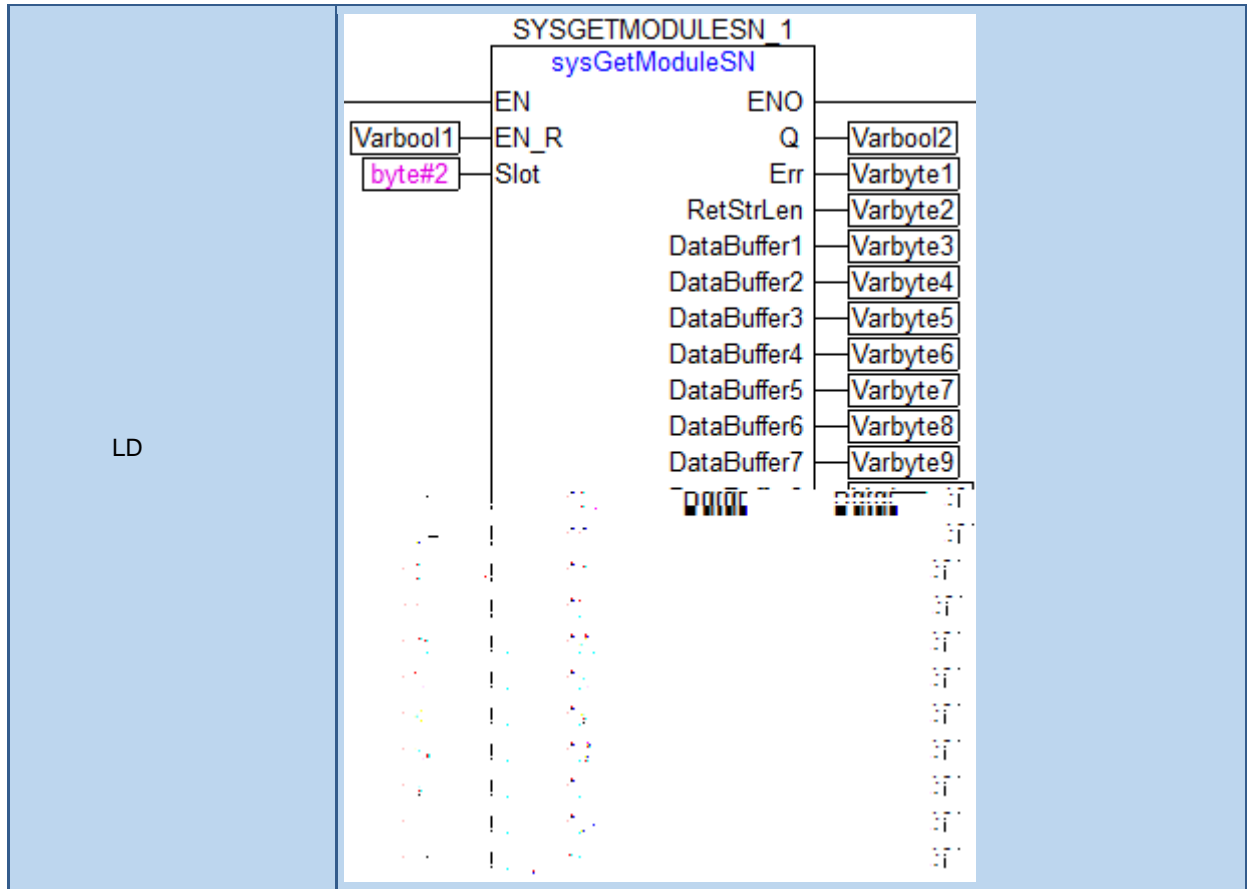 SYSGETMODULESN_1
sysGetModuleSN
EN ENO
Varbool1 EN_R Q Varbool2
byte#2 Slot Err Varbyte1
RetStrLen Varbyte2
DataBuffer1 Varbyte3
DataBuffer2 Varbyte4
DataBuffer3 Varbyte5
DataBuffer4 Varbyte6
DataBuffer5 Varbyte7
DataBuffer6 Varbyte8
LD
DataBuffer7 Varbyte9